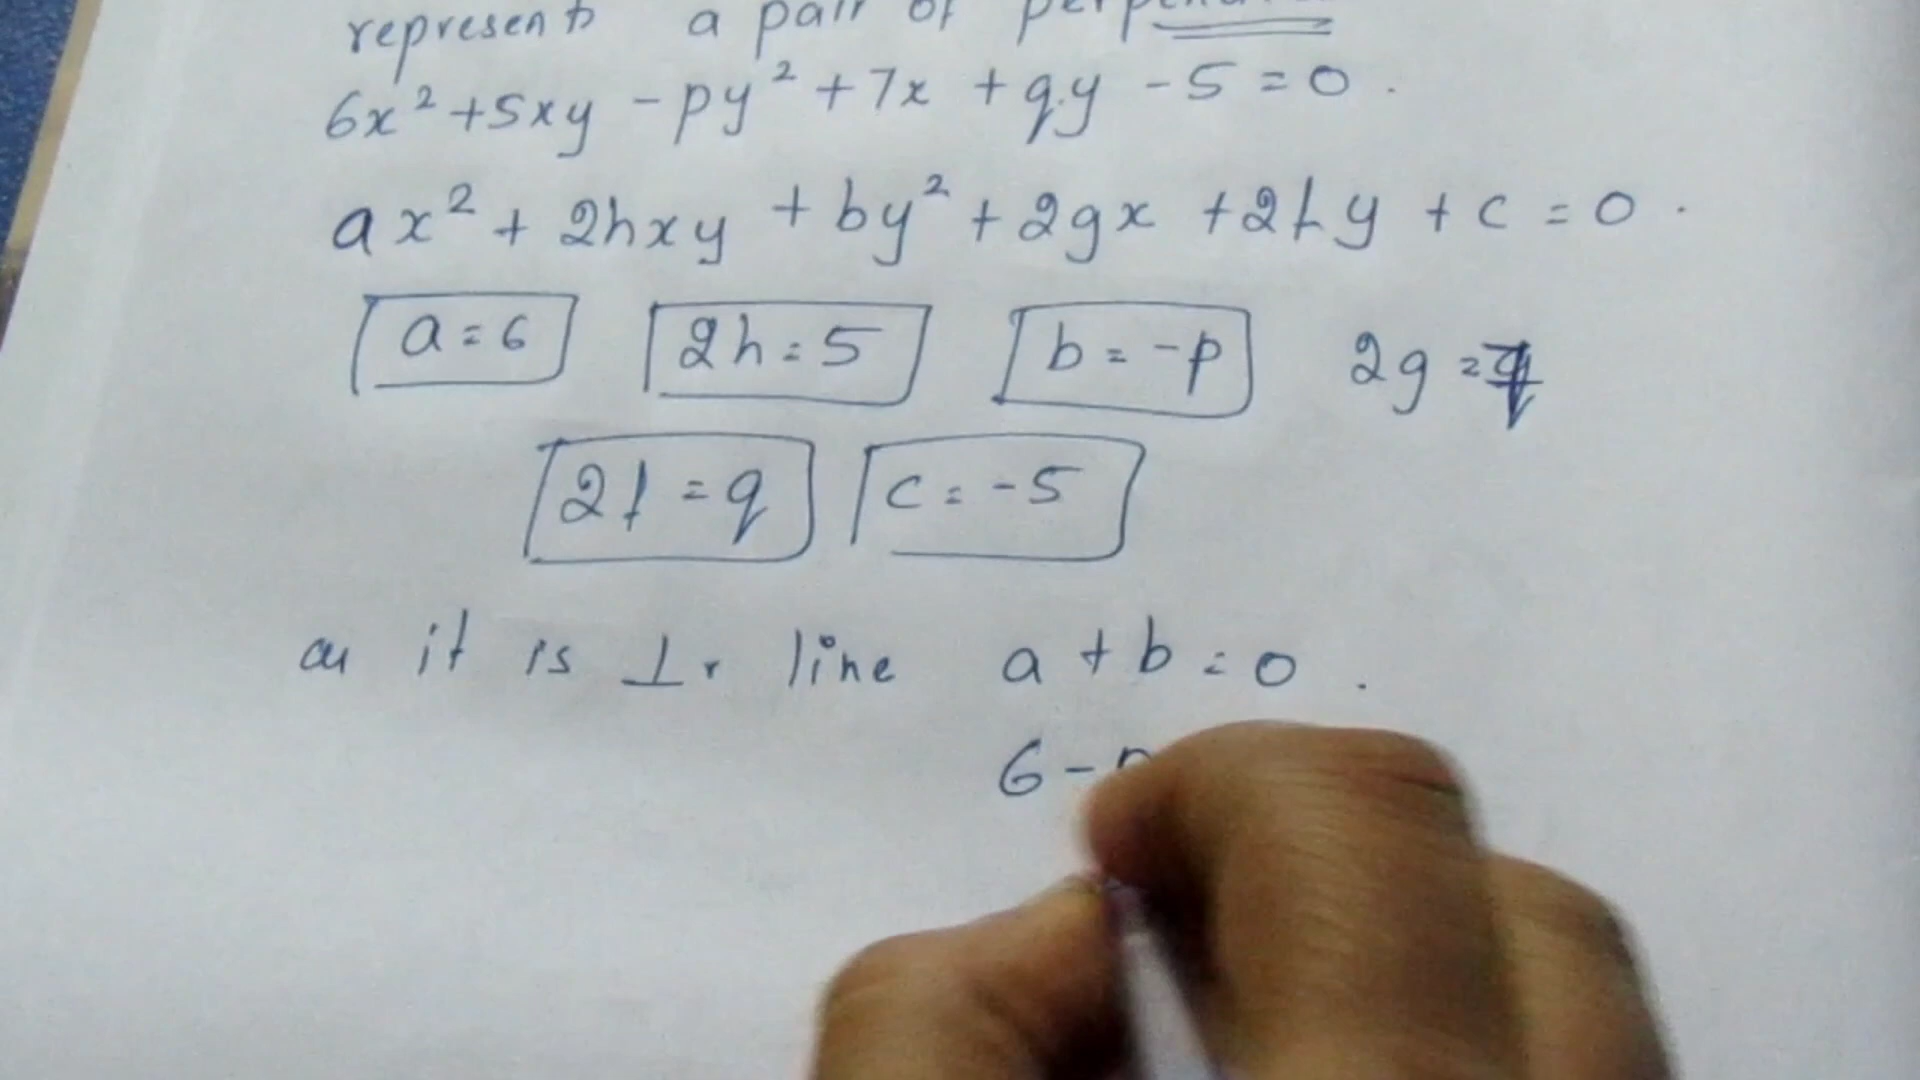 represents a pair of
6x² + 5xy - py² + 7x + qy - 5 = 0 .
ax² + 2hxy + by² + 2gx + 2fy + c = 0 .
a = 6 2h = 5 b = -p 2g =
2f = q c = -5
as it is ⊥r line a + b = 0 .
6 -